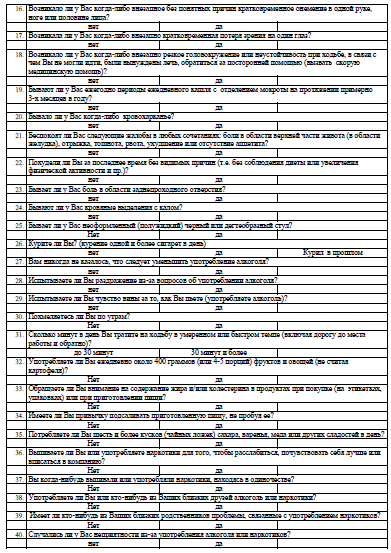 16. Возникало ли у Вас когда-либо внезапное без понятных причин кратковременное онемение в одной руке,
ноге или половине лица?
нет да
17. Возникала ли у Вас когда-либо внезапно кратковременная потеря зрения на один глаз?
нет да
18. Возникало ли у Вас когда-либо внезапно резкое головокружение или неустойчивость при ходьбе, в связи с
чем Вы не могли идти, были вынуждены лечь, обратиться за посторонней помощью (вызвать скорую
медицинскую помощь)?
нет да
19. Бывают ли у Вас ежегодно периоды ежедневного кашля с отделением мокроты на протяжении примерно
3-х месяцев в году?
нет да
20. Бывало ли у Вас когда-либо кровохарканье?
нет да
21. Беспокоят ли Вас следующие жалобы в любых сочетаниях: боли в области верхней части живота (в области
желудка), отрыжка, тошнота, рвота, ухудшение или отсутствие аппетита?
нет да
22. Похудели ли Вы за последнее время без видимых причин (т.е. без соблюдения диеты или увеличения
физической активности и пр.)?
нет да
23. Бывает ли у Вас боль в области заднепроходного отверстия?
нет да
24. Бывают ли у Вас кровяные выделения с калом?
нет да
25. Бывает ли у Вас неоформленный (полужидкий) черный или дегтеобразный стул?
Нет да
26. Курите ли Вы? (курение одной и более сигарет в день)
нет да Курил в прошлом
27. Вам никогда не казалось, что следует уменьшить употребление алкоголя?
нет да
28. Испытываете ли Вы раздражение из-за вопросов об употреблении алкоголя?
нет да
29. Испытываете ли Вы чувство вины за то, как Вы пьете (употребляете алкоголь)?
нет да
30. Похмеляетесь ли Вы по утрам?
Нет да
31. Сколько минут в день Вы тратите на ходьбу в умеренном или быстром темпе (включая дорогу до места
работы и обратно)?
до 30 минут 30 минут и более
32. Употребляете ли Вы ежедневно около 400 граммов (или 4-5 порций) фруктов и овощей (не считая
картофеля)?
Нет да
33. Обращаете ли Вы внимание на содержание жира и/или холестерина в продуктах при покупке (на этикетках,
упаковках) или при приготовлении пищи?
Нет да
34. Имеете ли Вы привычку подсаливать приготовленную пищу, не пробуя ее?
Нет да
35. Потребляете ли Вы шесть и более кусков (чайных ложек) сахара, варенья, меда или других сладостей в день?
Нет да
36. Выпиваете ли Вы или употребляете наркотики для того, чтобы расслабиться, почувствовать себя лучше или
вписаться в компанию?
Нет да
37. Вы когда-нибудь выпивали или употребляли наркотики, находясь в одиночестве?
Нет да
38. Употребляете ли Вы или кто-нибудь из Ваших близких друзей алкоголь или наркотики?
Нет да
39. Имеет ли кто-нибудь из Ваших близких родственников проблемы, связанные с употреблением наркотиков?
Нет да
40. Случались ли у Вас неприятности из-за употребления алкоголя или наркотиков?
нет да